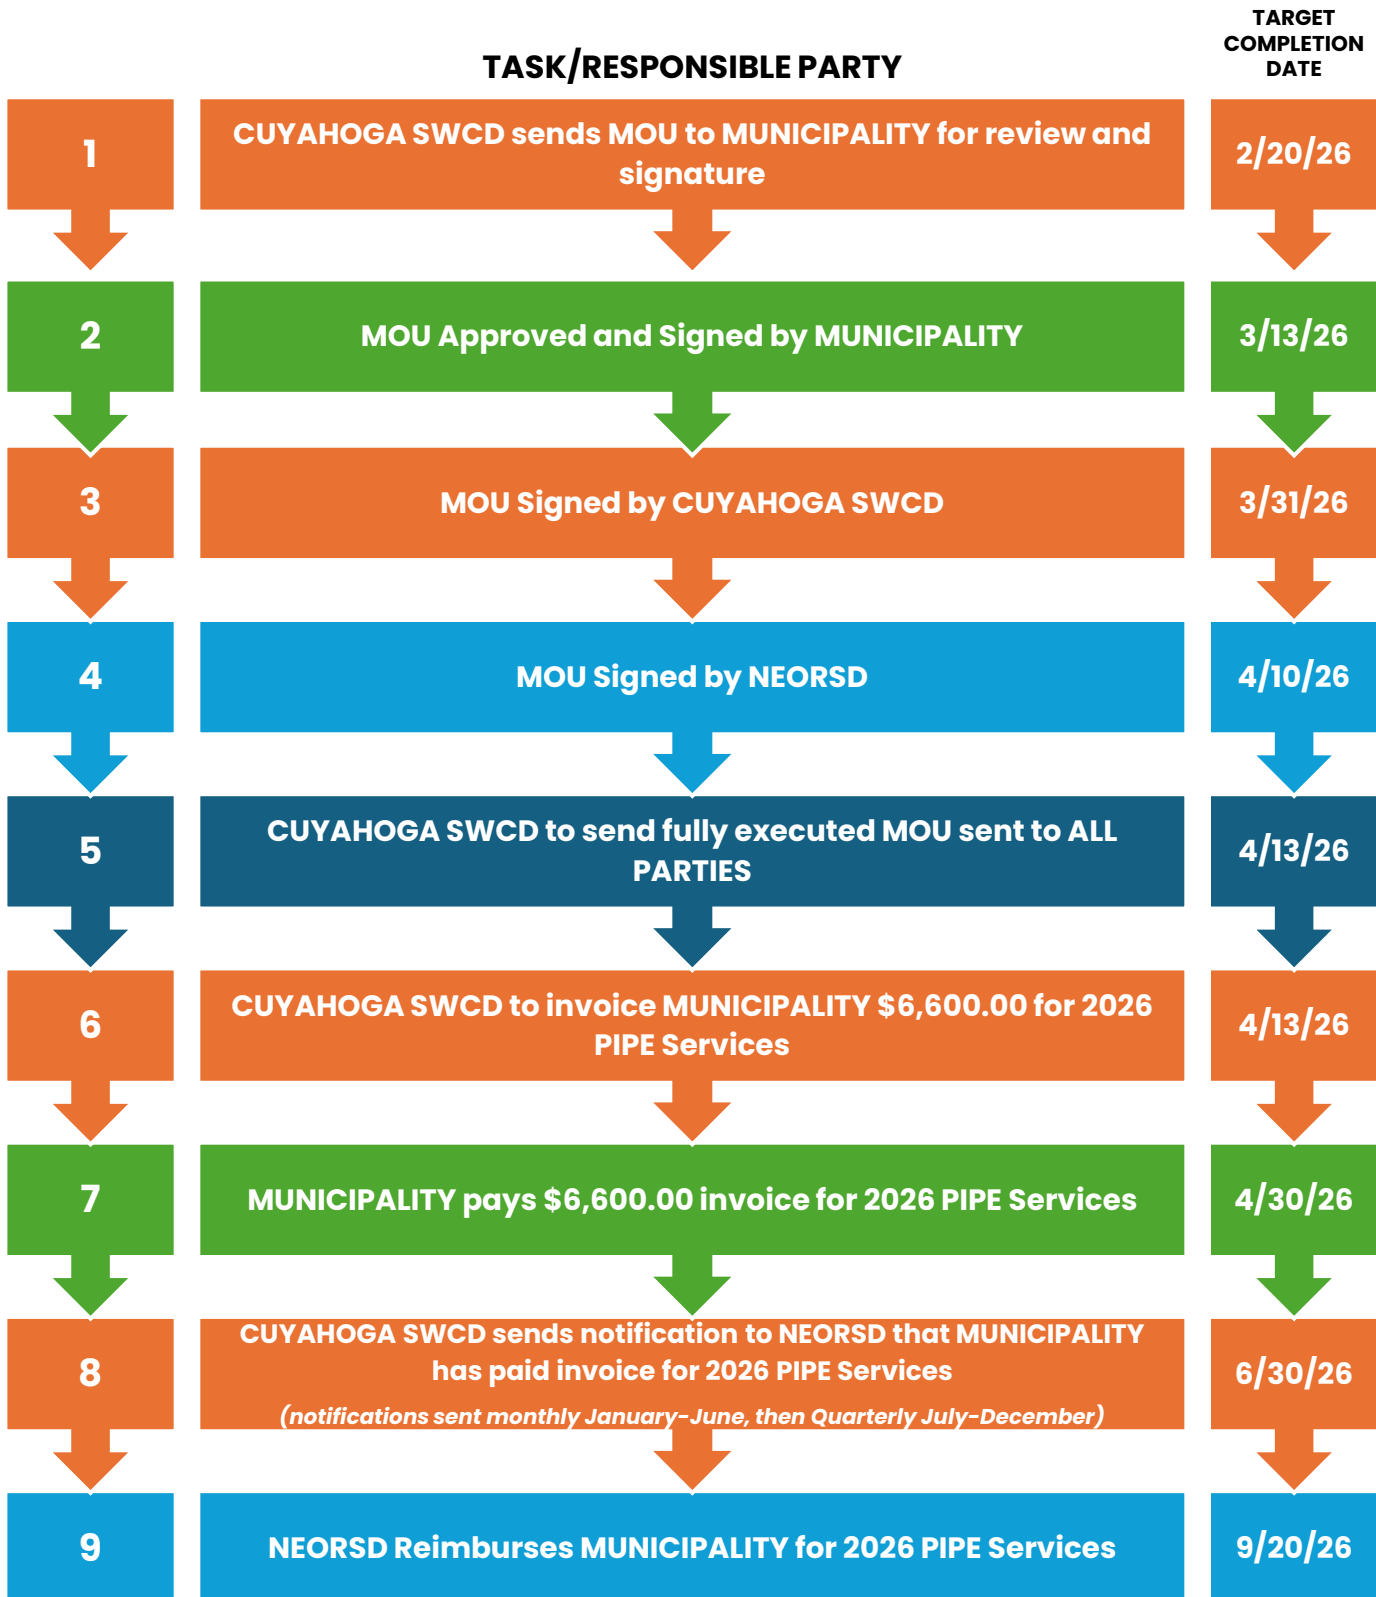 TASK/RESPONSIBLE PARTY
TARGET
COMPLETION
DATE
1
CUYAHOGA SWCD sends MOU to MUNICIPALITY for review and
signature
2/20/26
2
MOU Approved and Signed by MUNICIPALITY
3/13/26
3
MOU Signed by CUYAHOGA SWCD
3/31/26
4
MOU Signed by NEORSD
4/10/26
5
CUYAHOGA SWCD to send fully executed MOU sent to ALL
PARTIES
4/13/26
6
CUYAHOGA SWCD to invoice MUNICIPALITY $6,600.00 for 2026
PIPE Services
4/13/26
7
MUNICIPALITY pays $6,600.00 invoice for 2026 PIPE Services
4/30/26
8
CUYAHOGA SWCD sends notification to NEORSD that MUNICIPALITY
has paid invoice for 2026 PIPE Services
(notifications sent monthly January-June, then Quarterly July-December)
6/30/26
9
NEORSD Reimburses MUNICIPALITY for 2026 PIPE Services
9/20/26